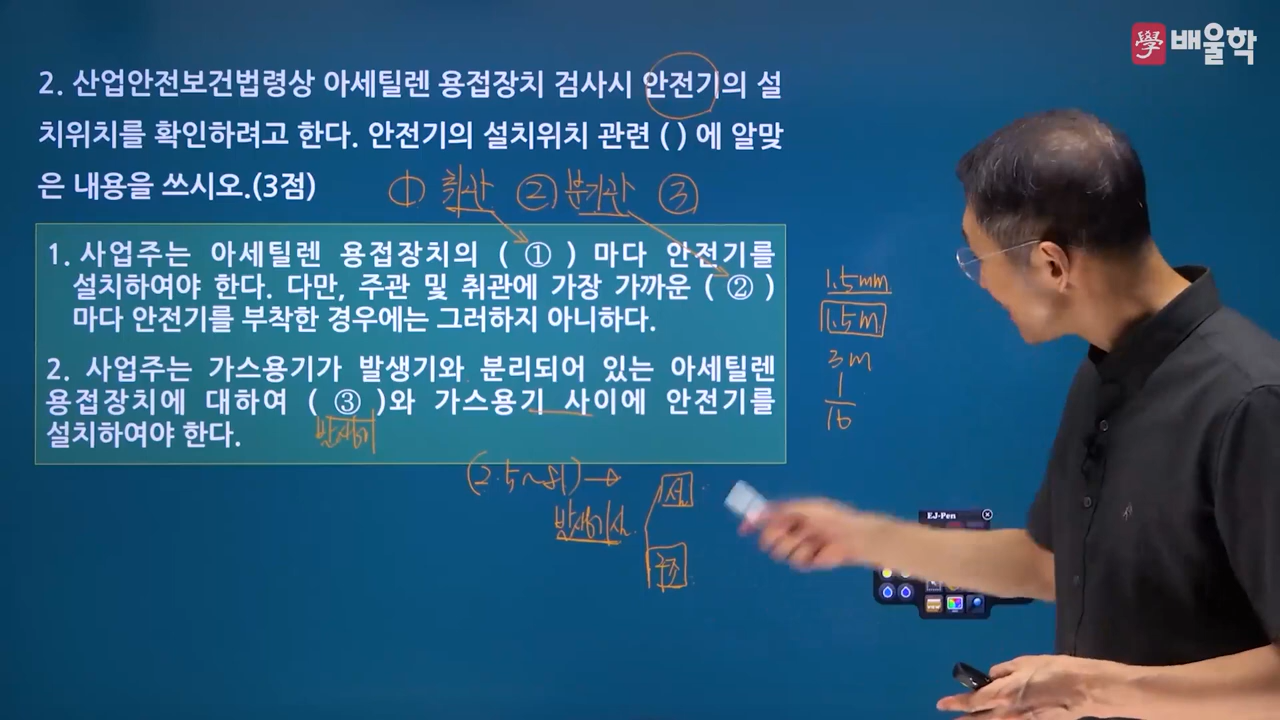 學 배울학
2. 산업안전보건법령상 아세틸렌 용접장치 검사시 안전기의 설
치위치를 확인하려고 한다. 안전기의 설치위치 관련 ( ) 에 알맞
은 내용을 쓰시오.(3점)
① 취관 ② 분기관 ③
1. 사업주는 아세틸렌 용접장치의 ( ① ) 마다 안전기를
설치하여야 한다. 다만, 주관 및 취관에 가장 가까운 ( ② )
마다 안전기를 부착한 경우에는 그러하지 아니하다.
2. 사업주는 가스용기가 발생기와 분리되어 있는 아세틸렌
용접장치에 대하여 ( ③ )와 가스용기 사이에 안전기를
설치하여야 한다.
발생기
1.5mm
1.5m
3m
1
16
(2.5~81)→
발생기실
설
구조
EJ-Pen